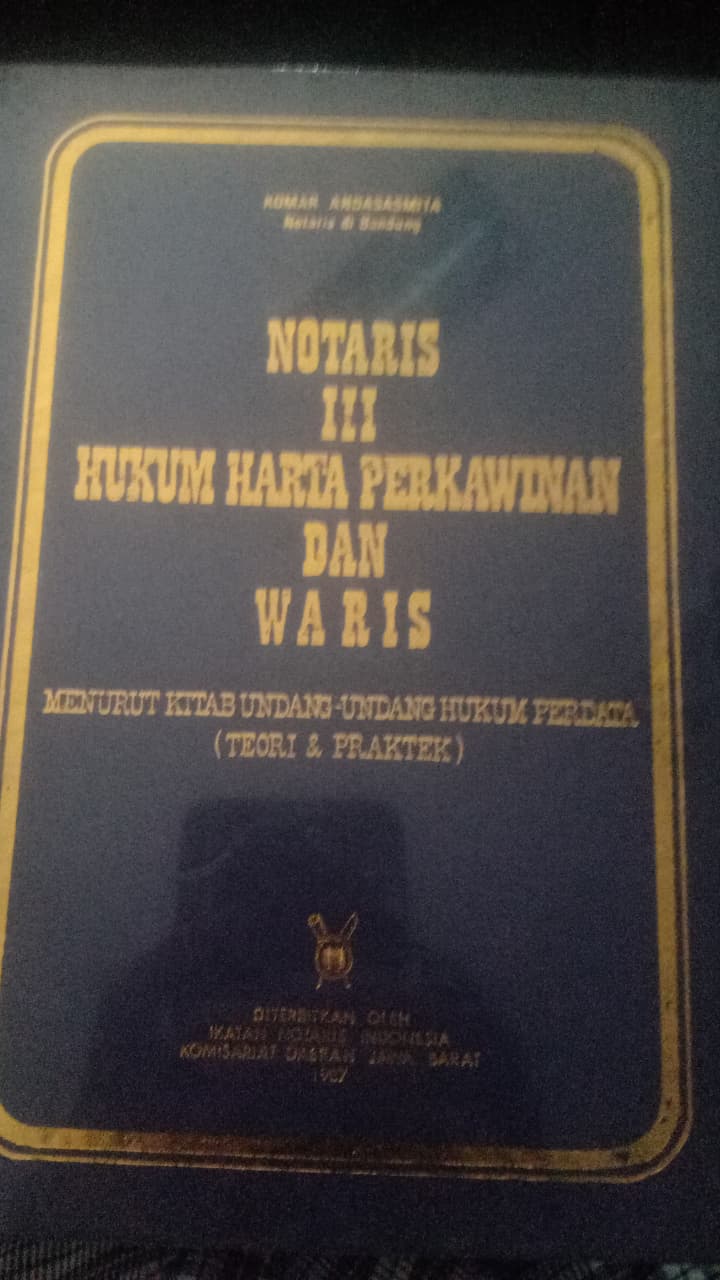 KOMAR ANDASASMITA
Notaris di Bandung
NOTARIS
III
HUKUM HARTA PERKAWINAN
DAN
WARIS
MENURUT KITAB UNDANG-UNDANG HUKUM PERDATA
(TEORI & PRAKTEK)
DITERBITKAN OLEH
IKATAN NOTARIS INDONESIA
KOMISARIAT DAERAH JAWA BARAT
1987